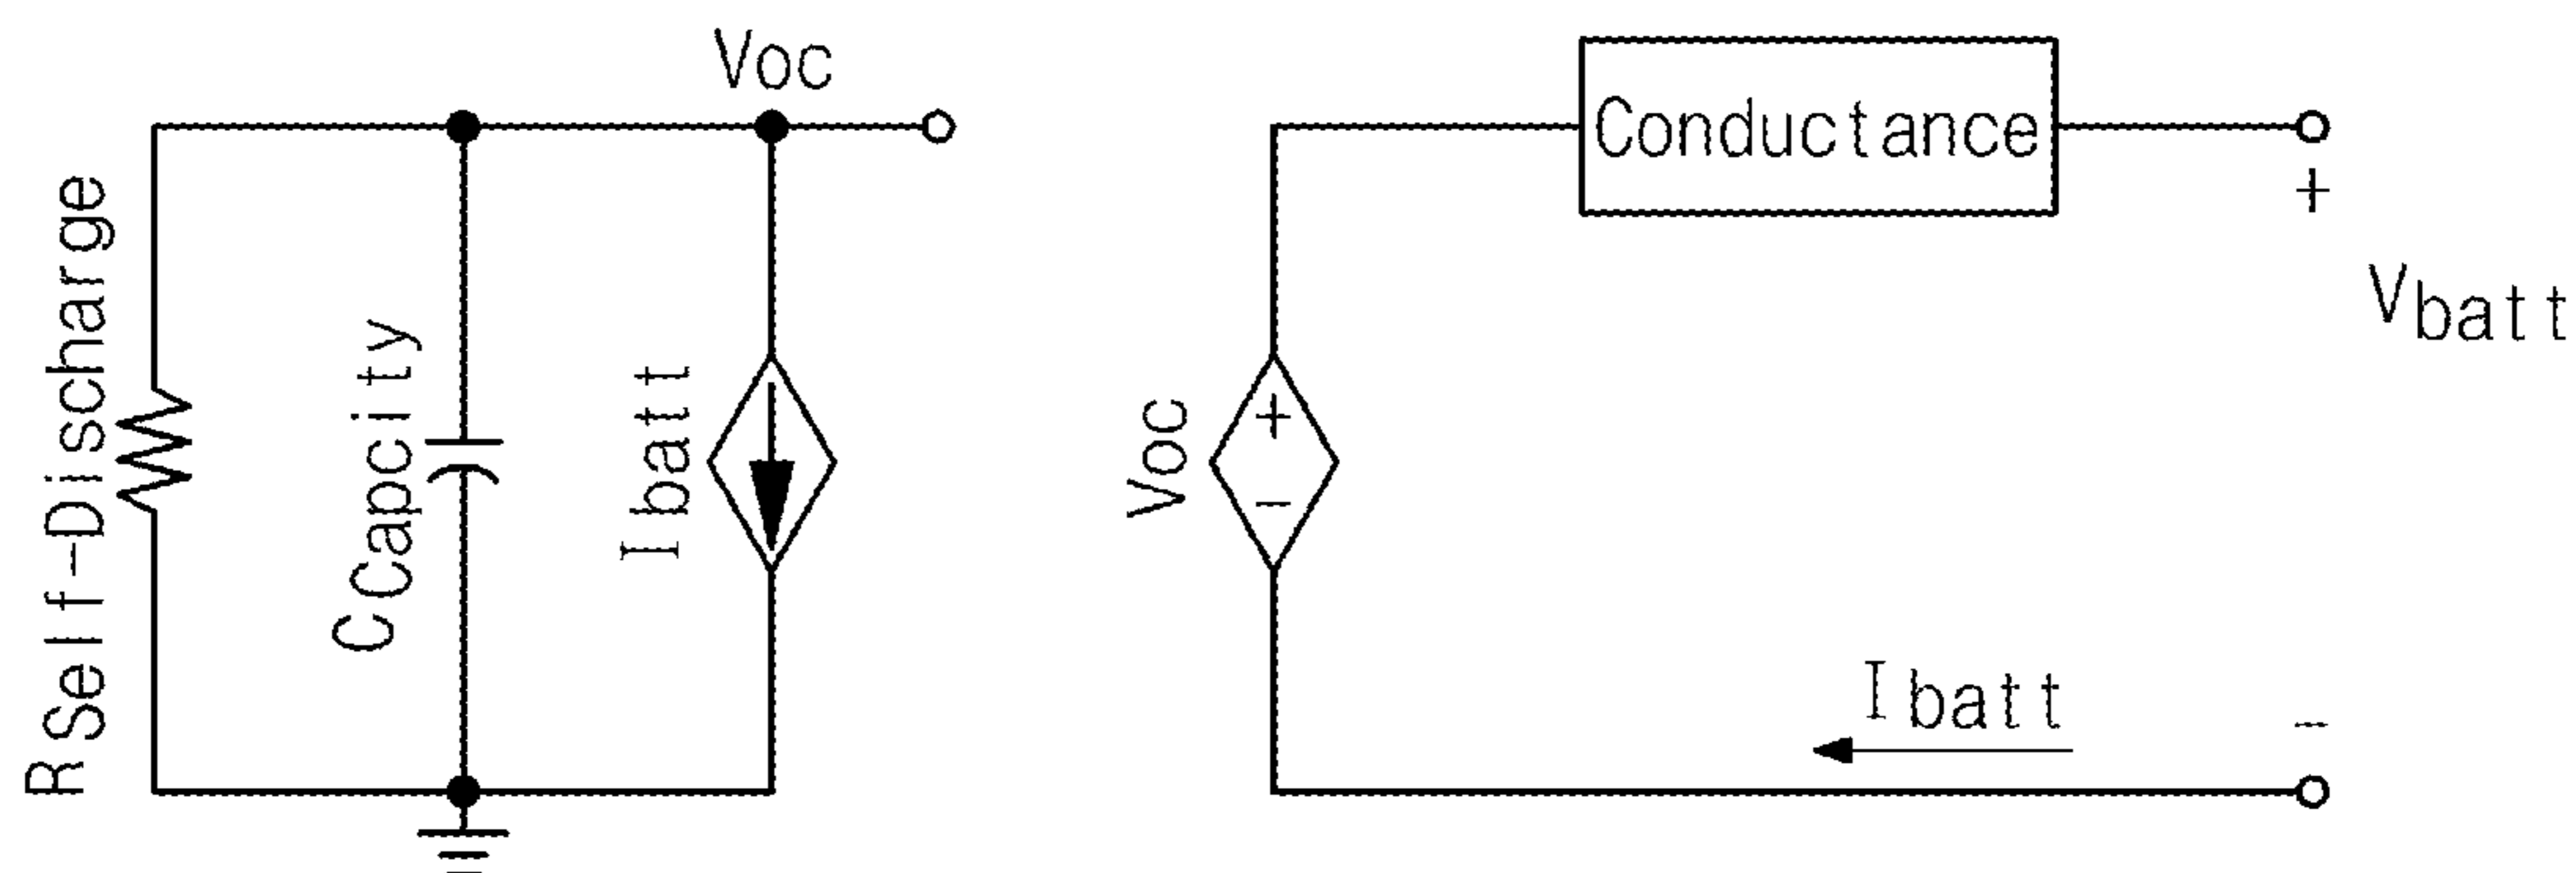 Voc
RSelf-Discharge
CCapcity
Ibatt
Voc
Conductance
+
Vbatt
+
-
Ibatt
-